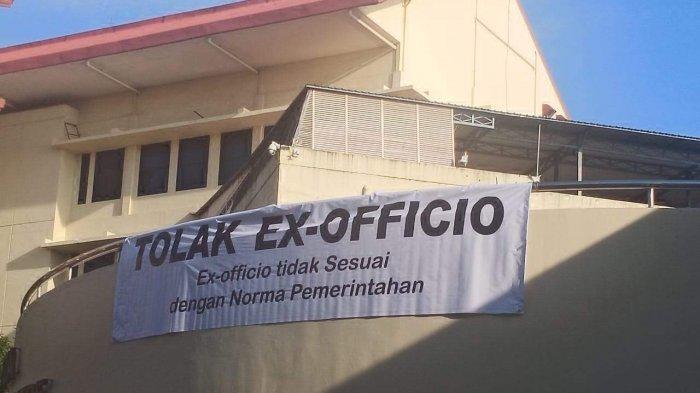 TOLAK EX-OFFICIO
Ex-officio tidak Sesuai
dengan Norma Pemerintahan